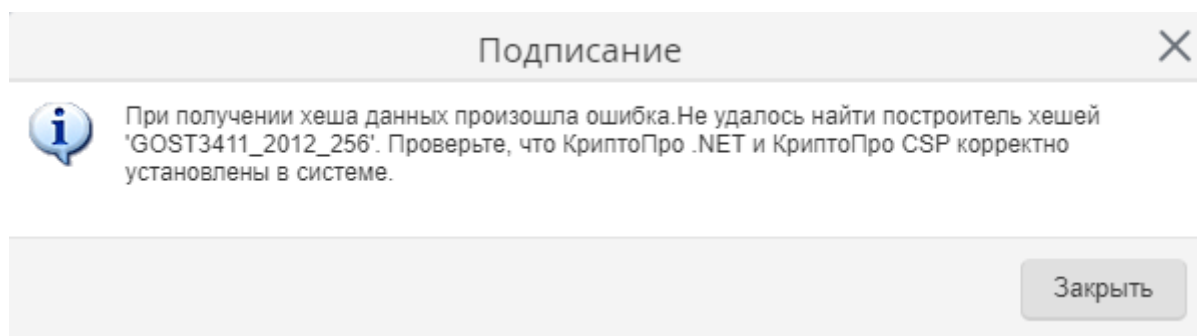 Подписание
При получении хеша данных произошла ошибка.Не удалось найти построитель хешей
'GOST3411_2012_256'. Проверьте, что КриптоПро .NET и КриптоПро CSP корректно
установлены в системе.
Закрыть